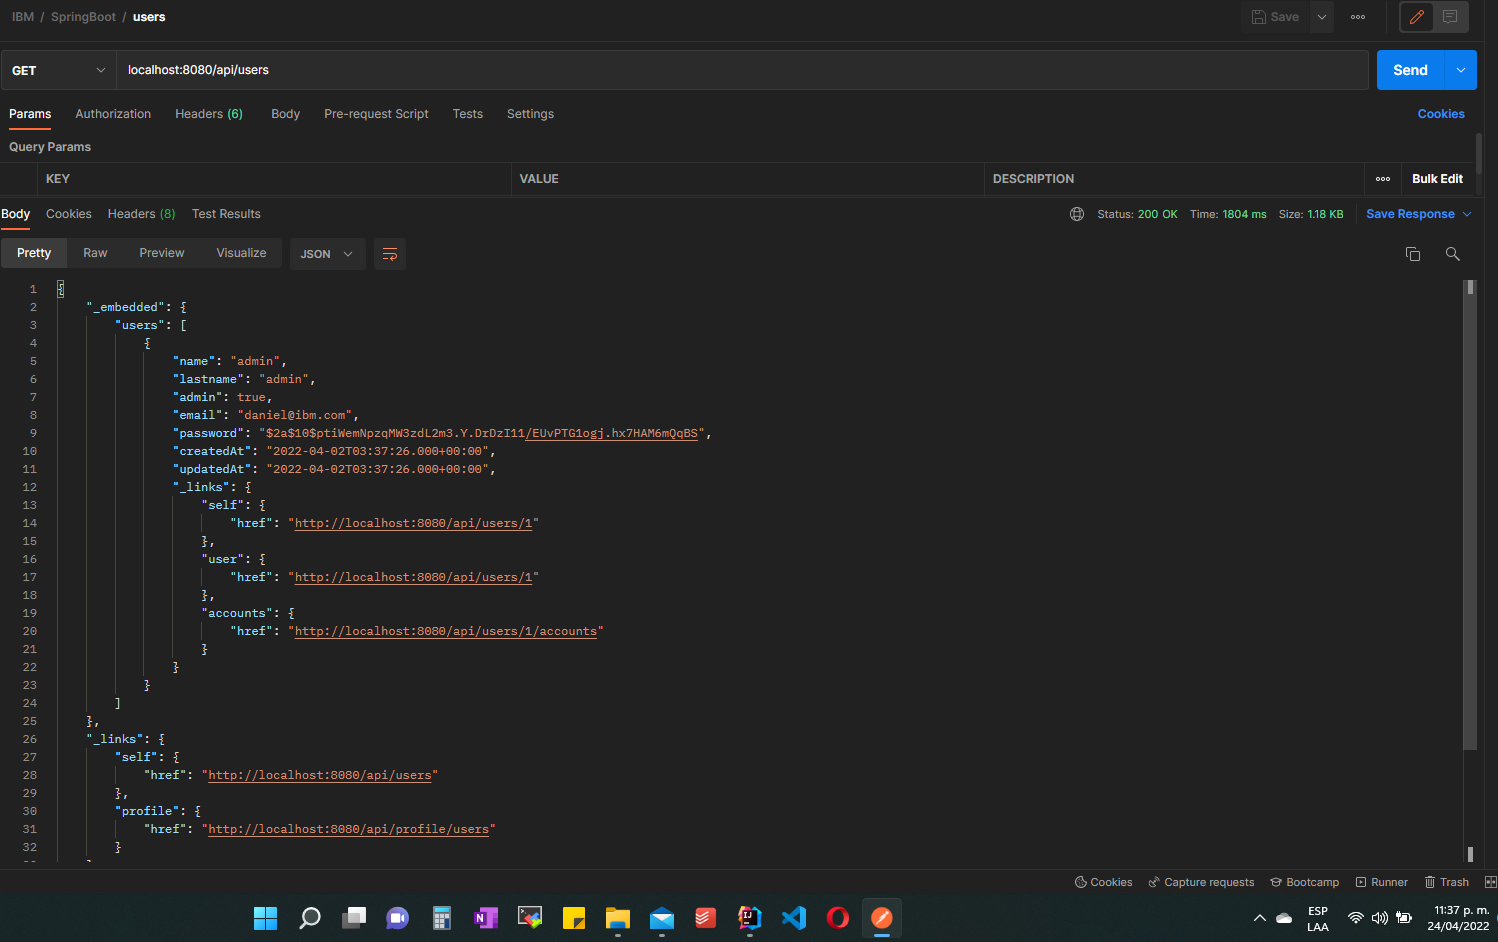 IBM / SpringBoot / users
Save
GET localhost:8080/api/users Send
Params Authorization Headers (6) Body Pre-request Script Tests Settings Cookies
Query Params
KEY VALUE DESCRIPTION Bulk Edit
Body Cookies Headers (8) Test Results Status: 200 OK Time: 1804 ms Size: 1.18 KB Save Response
Pretty Raw Preview Visualize JSON
1 {
2 "_embedded": {
3 "users": [
4 {
5 "name": "admin",
6 "lastname": "admin",
7 "admin": true,
8 "email": "daniel@ibm.com",
9 "password": "$2a$10$ptiWemNpzqMW3zdL2m3.Y.DrDzI11/EUvPTG1ogj.hx7HAM6mQqBS",
10 "createdAt": "2022-04-02T03:37:26.000+00:00",
11 "updatedAt": "2022-04-02T03:37:26.000+00:00",
12 "_links": {
13 "self": {
14 "href": "http://localhost:8080/api/users/1"
15 },
16 "user": {
17 "href": "http://localhost:8080/api/users/1"
18 },
19 "accounts": {
20 "href": "http://localhost:8080/api/users/1/accounts"
21 }
22 }
23 }
24 ]
25 },
26 "_links": {
27 "self": {
28 "href": "http://localhost:8080/api/users"
29 },
30 "profile": {
31 "href": "http://localhost:8080/api/profile/users"
32 }
Cookies Capture requests Bootcamp Runner Trash
ESP 11:37 p. m.
LAA 24/04/2022